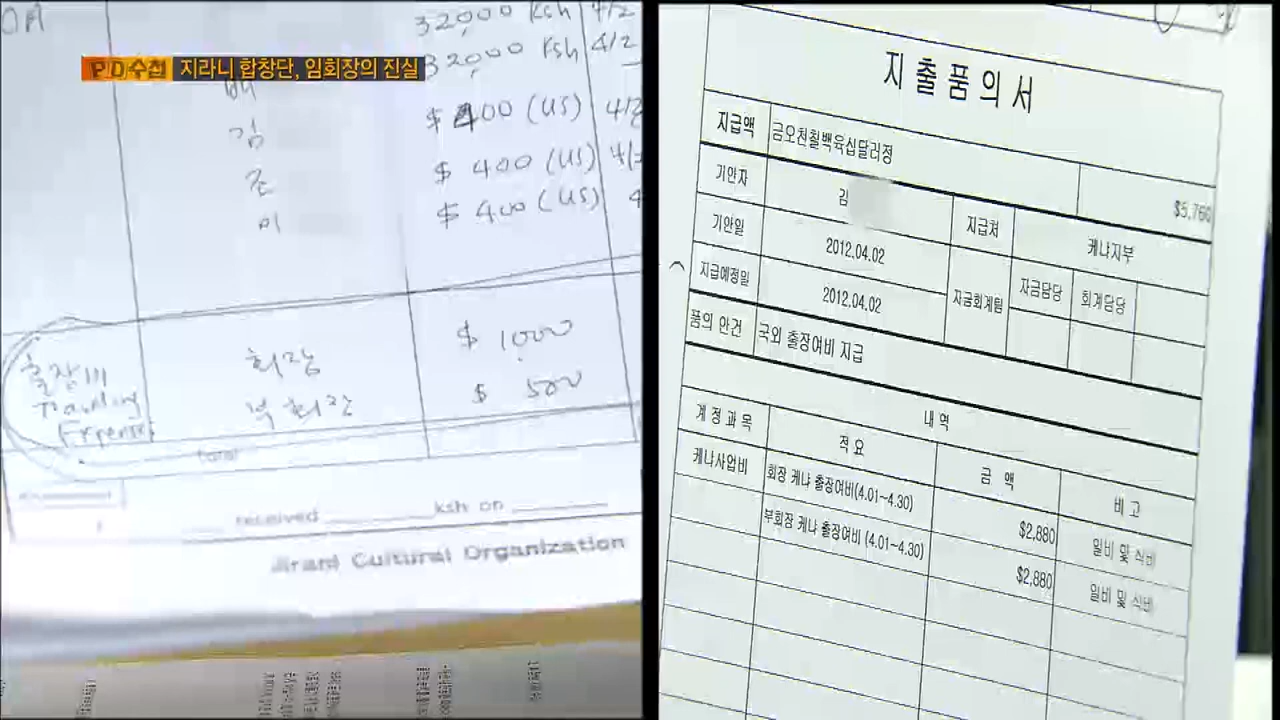 PD수첩 지라니 합창단, 임회장의 진실
32,000 Ksh 4/2
32,000 Ksh 4/2
김 $ 400 (US)
조 $ 400 (US)
이 $ 400 (US)
출장비 회장 $ 1,000
Traveling 부회장 $ 500
Expenses
total
received ksh on
Jirani Cultural Organization
지출품의서
지급액 금오천칠백육십달러정 $5,760
기안자 김 지급처 케냐지부
기안일 2012.04.02 자금회계팀 자금담당 회계담당
지급예정일 2012.04.02
품의 안건 국외 출장여비 지급
내역
계정과목 적요 금 액 비고
케냐사업비 회장 케냐 출장여비(4.01~4.30) $2,880 일비 및 식비
부회장 케냐 출장여비 (4.01~4.30) $2,880 일비 및 식비